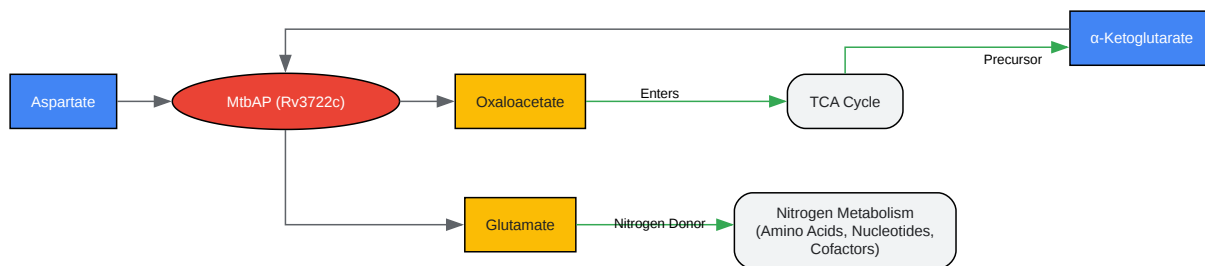 α-Ketoglutarate
Precursor
Aspartate
MtbAP (Rv3722c)
Oxaloacetate
Enters
TCA Cycle
Glutamate
Nitrogen Donor
Nitrogen Metabolism
(Amino Acids, Nucleotides,
Cofactors)